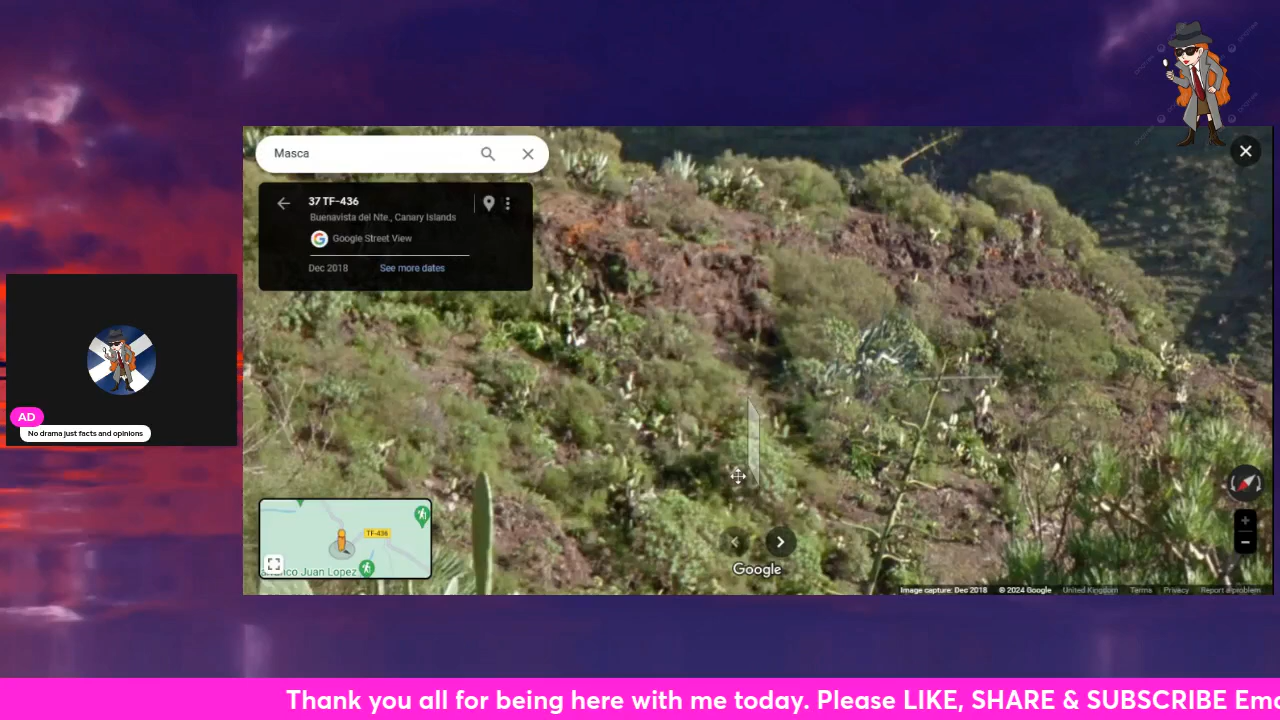 Masca
37 TF-436
Buenavista del Nte., Canary Islands
Google Street View
Dec 2018 See more dates
AD
No drama just facts and opinions
TF-436
Juan Lopez
Google
Image capture: Dec 2018 © 2024 Google United Kingdom Terms Privacy Report a problem
Thank you all for being here with me today. Please LIKE, SHARE & SUBSCRIBE Ema